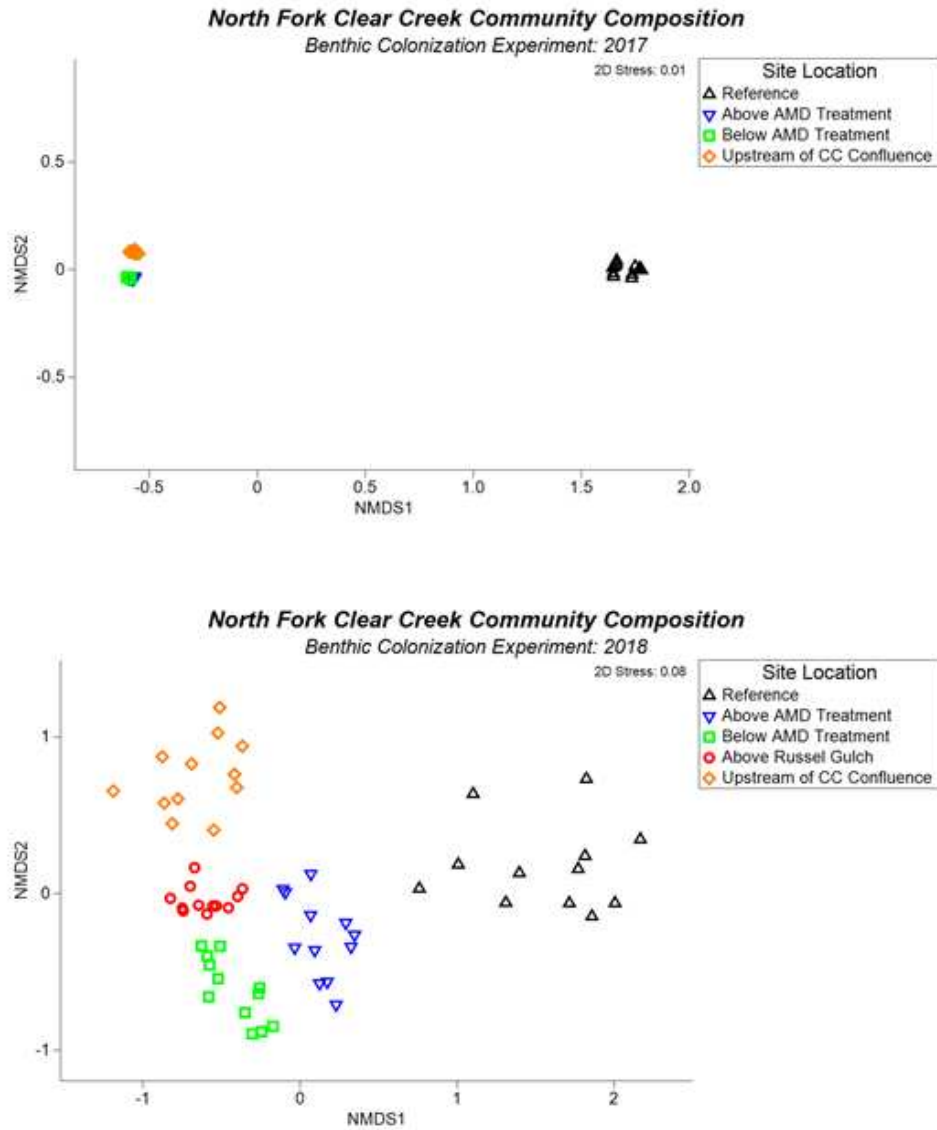 North Fork Clear Creek Community Composition
Benthic Colonization Experiment: 2017
2D Stress: 0.01
Site Location
Reference
Above AMD Treatment
Below AMD Treatment
Upstream of CC Confluence
0.5
0
-0.5
NMDS2
-0.5 0 0.5 1.0 1.5 2.0
NMDS1
North Fork Clear Creek Community Composition
Benthic Colonization Experiment: 2018
2D Stress: 0.08
Site Location
Reference
Above AMD Treatment
Below AMD Treatment
Above Russel Gulch
Upstream of CC Confluence
1
0
-1
NMDS2
-1 0 1 2
NMDS1